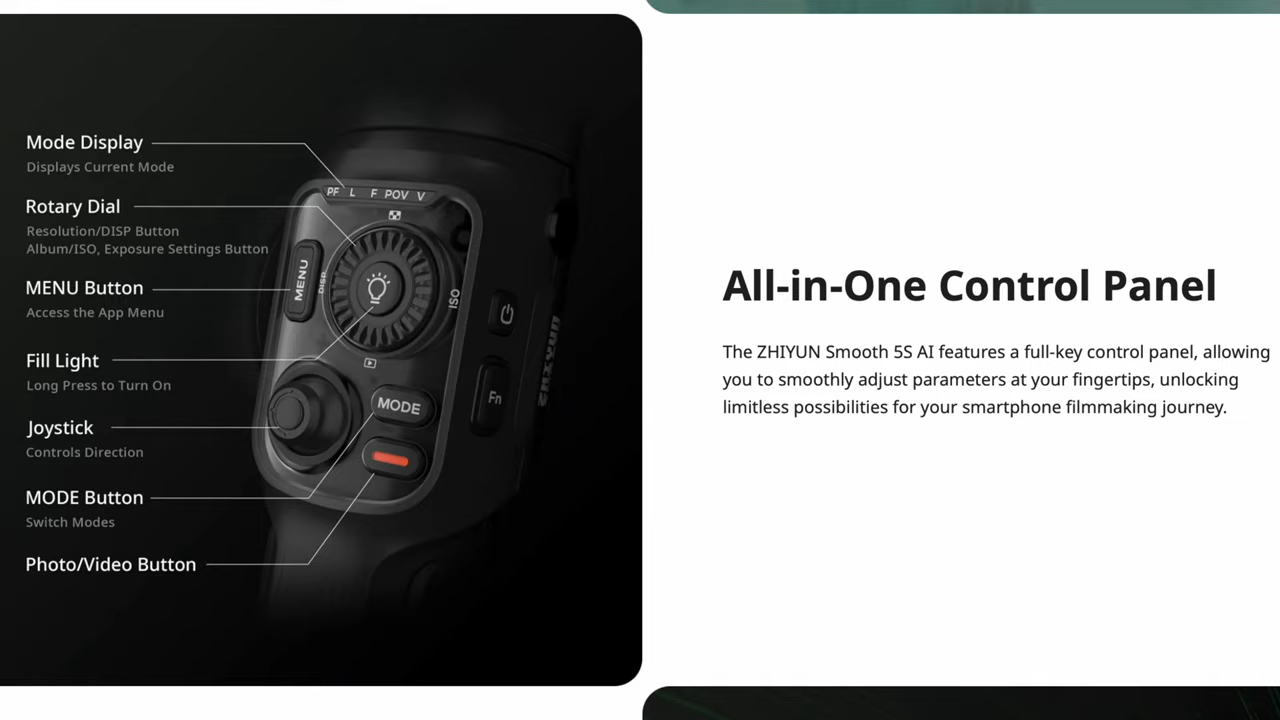 Mode Display
Displays Current Mode
Rotary Dial
Resolution/DISP Button
Album/ISO, Exposure Settings Button
MENU Button
Access the App Menu
Fill Light
Long Press to Turn On
Joystick
Controls Direction
MODE Button
Switch Modes
Photo/Video Button
PF L F POV V
MENU
DISP
ISO
MODE
Fn
ZHIYUN
All-in-One Control Panel
The ZHIYUN Smooth 5S AI features a full-key control panel, allowing
you to smoothly adjust parameters at your fingertips, unlocking
limitless possibilities for your smartphone filmmaking journey.